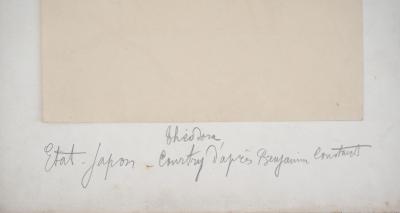 Théodora
Etat-Japon Courtry d'après Benjamin Constant